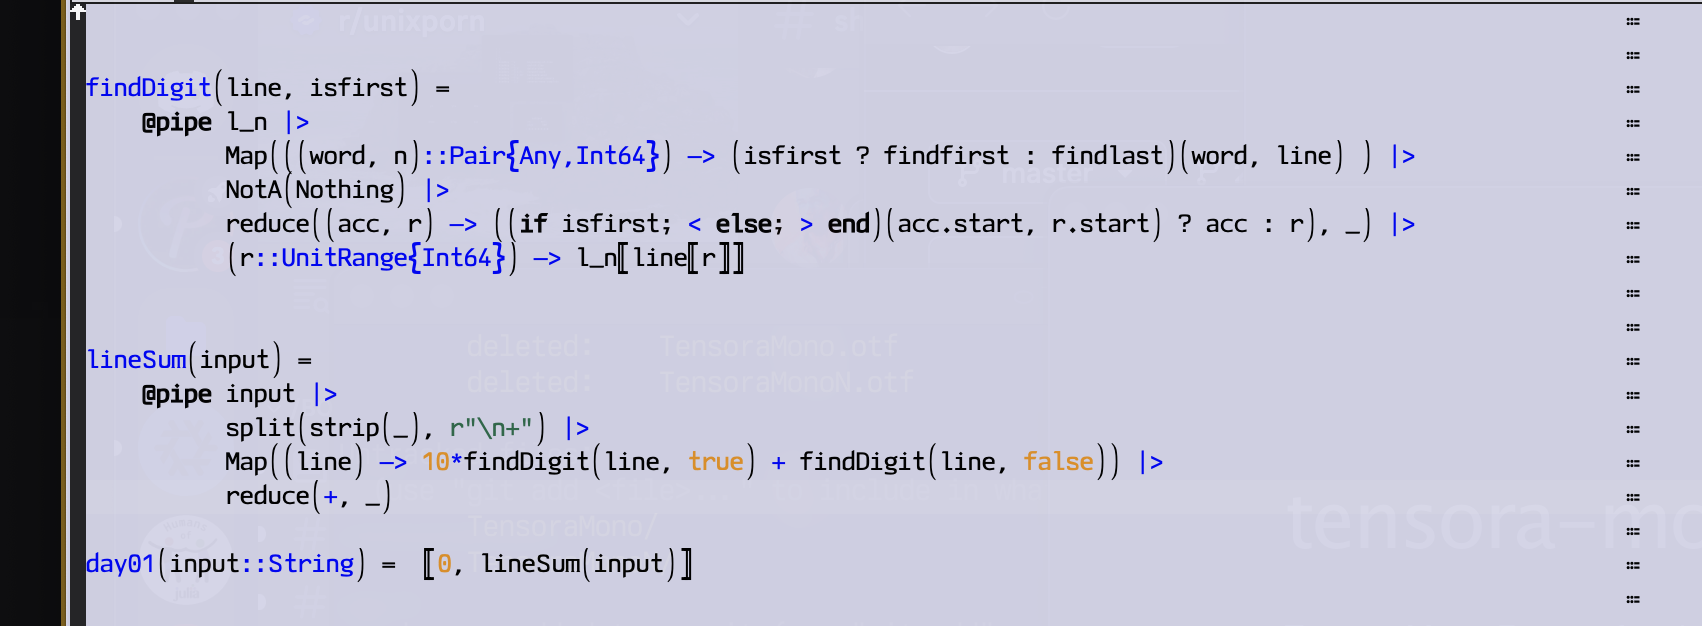 r/unixporn
findDigit(line, isfirst) =
    @pipe l_n |>
          Map(((word, n)::Pair{Any,Int64}) -> (isfirst ? findfirst : findlast)(word, line) ) |>
master
          NotA(Nothing) |>
          reduce((acc, r) -> ((if isfirst; < else; > end)(acc.start, r.start) ? acc : r), _) |>
          (r::UnitRange{Int64}) -> l_n[line[r]]
deleted: TensoraMono.otf
lineSum(input) =
deleted: TensoraMonoN.otf
    @pipe input |>
          split(strip(_), r"\n+") |>
          Map((line) -> 10*findDigit(line, true) + findDigit(line, false)) |>
          reduce(+, _)
TensoraMono/
tensora-mo
day01(input::String) = [0, lineSum(input)]